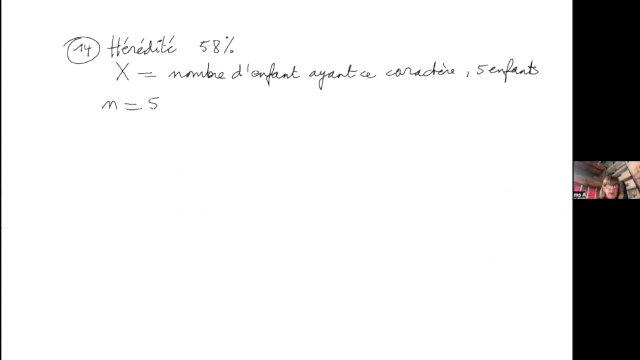 14 Hérédité 58%
X = nombre d'enfant ayant ce caractère, 5 enfants
n = 5